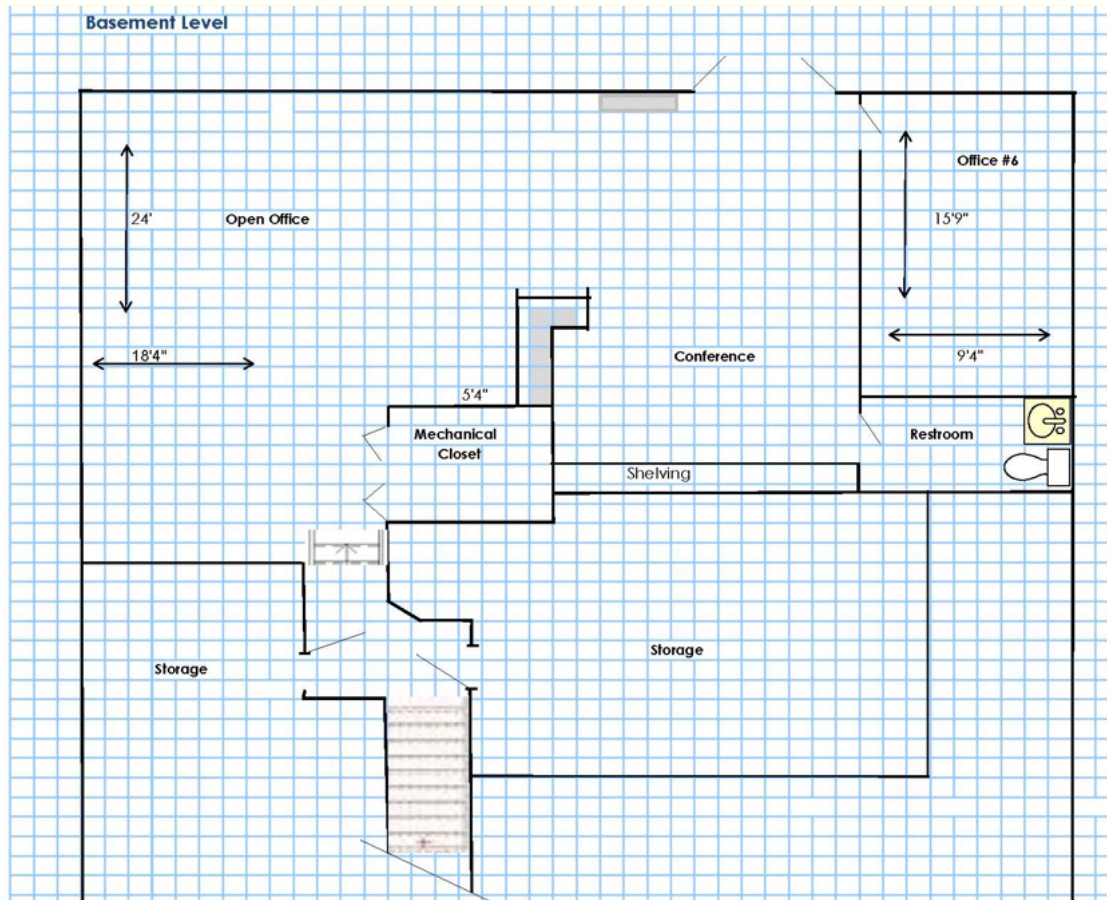 Basement Level
Office #6
24'
Open Office
15'9"
18'4"
Conference
9'4"
5'4"
Mechanical
Closet
Restroom
Shelving
Storage
Storage